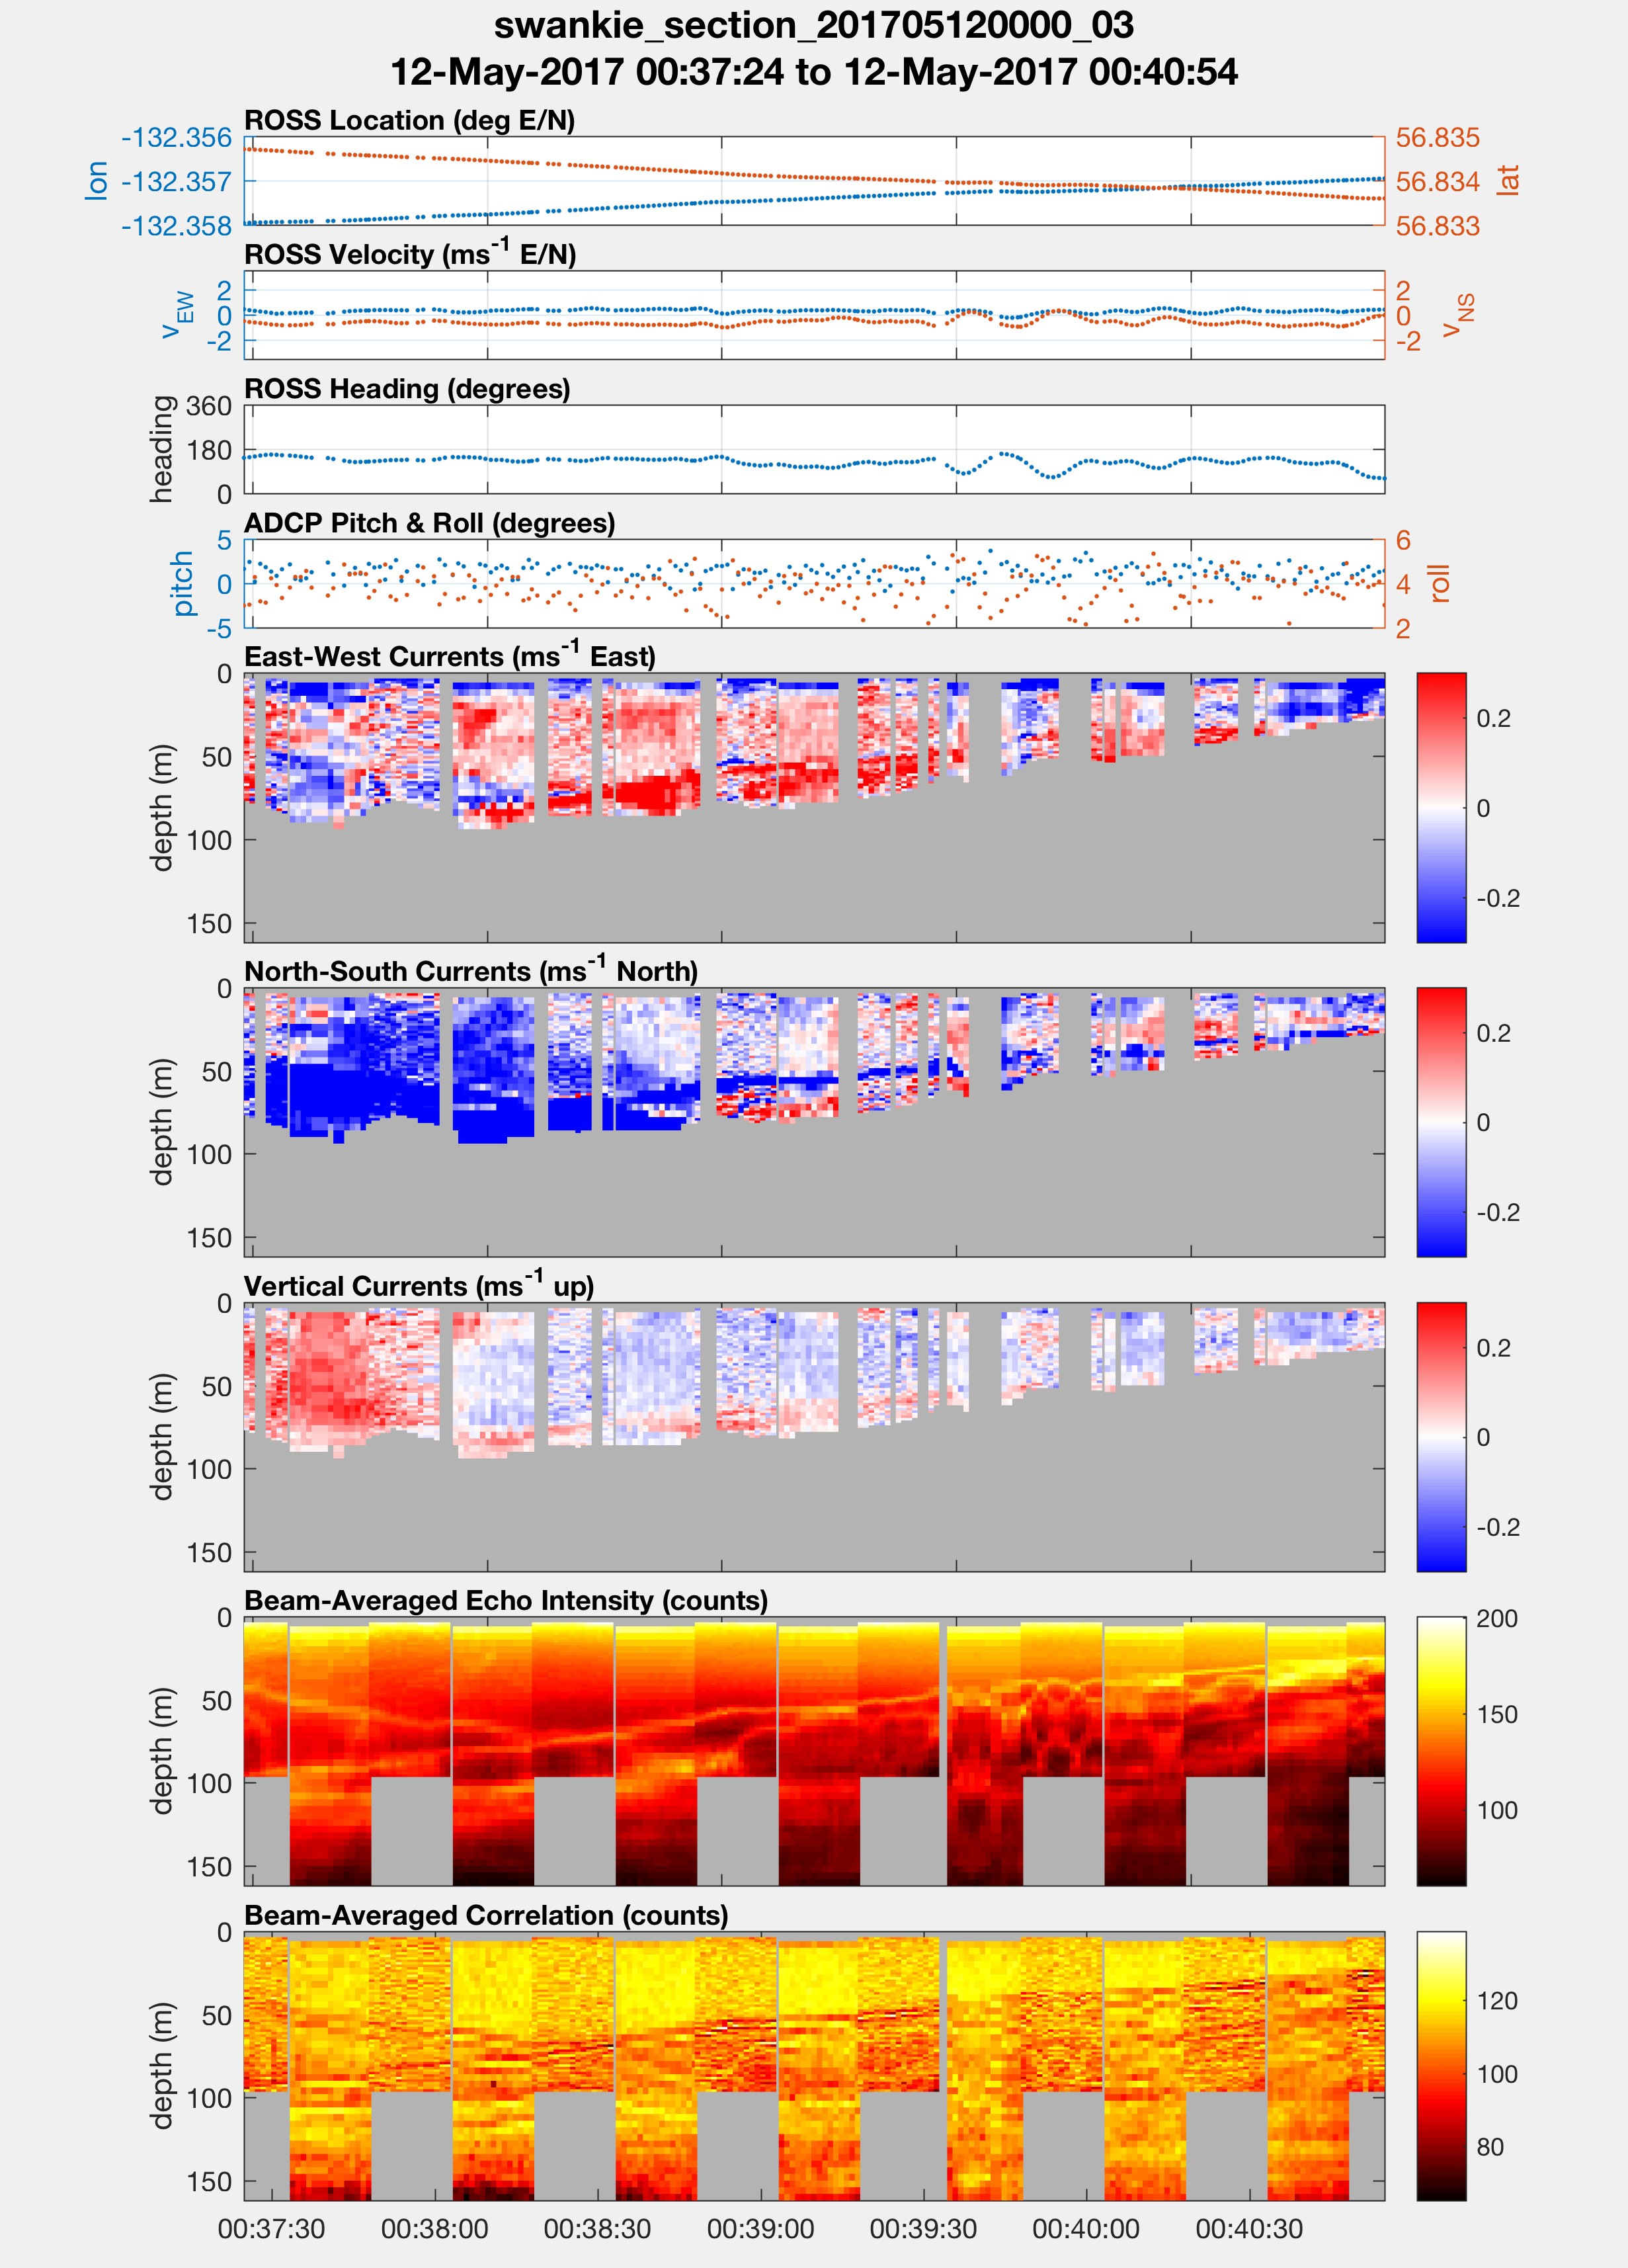 swankie_section_201705120000_03
12-May-2017 00:37:24 to 12-May-2017 00:40:54
ROSS Location (deg E/N)
-132.356
-132.357
-132.358
lon
56.835
56.834
56.833
lat
ROSS Velocity (ms-1 E/N)
2
0
-2
vEW
2
0
-2
vNS
ROSS Heading (degrees)
360
180
0
heading
ADCP Pitch & Roll (degrees)
5
0
-5
pitch
6
4
2
roll
East-West Currents (ms-1 East)
0
50
100
150
depth (m)
0.2
0
-0.2
North-South Currents (ms-1 North)
0
50
100
150
depth (m)
0.2
0
-0.2
Vertical Currents (ms-1 up)
0
50
100
150
depth (m)
0.2
0
-0.2
Beam-Averaged Echo Intensity (counts)
0
50
100
150
depth (m)
200
150
100
Beam-Averaged Correlation (counts)
0
50
100
150
depth (m)
120
100
80
00:37:30 00:38:00 00:38:30 00:39:00 00:39:30 00:40:00 00:40:30